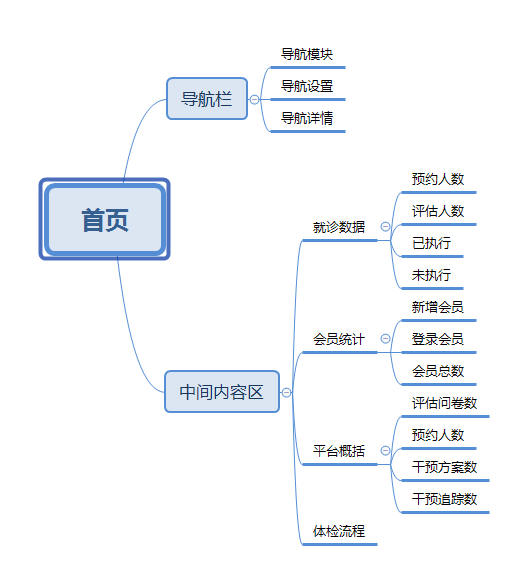 首页
导航栏
导航模块
导航设置
导航详情
中间内容区
就诊数据
预约人数
评估人数
已执行
未执行
会员统计
新增会员
登录会员
会员总数
平台概括
评估问卷数
预约人数
干预方案数
干预追踪数
体检流程